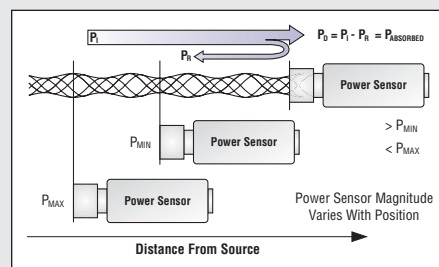 P_I
P_D = P_I - P_R = P_ABSORBED
P_R
Power Sensor
P_MIN
Power Sensor
> P_MIN
< P_MAX
P_MAX
Power Sensor
Power Sensor Magnitude
Varies With Position
Distance From Source